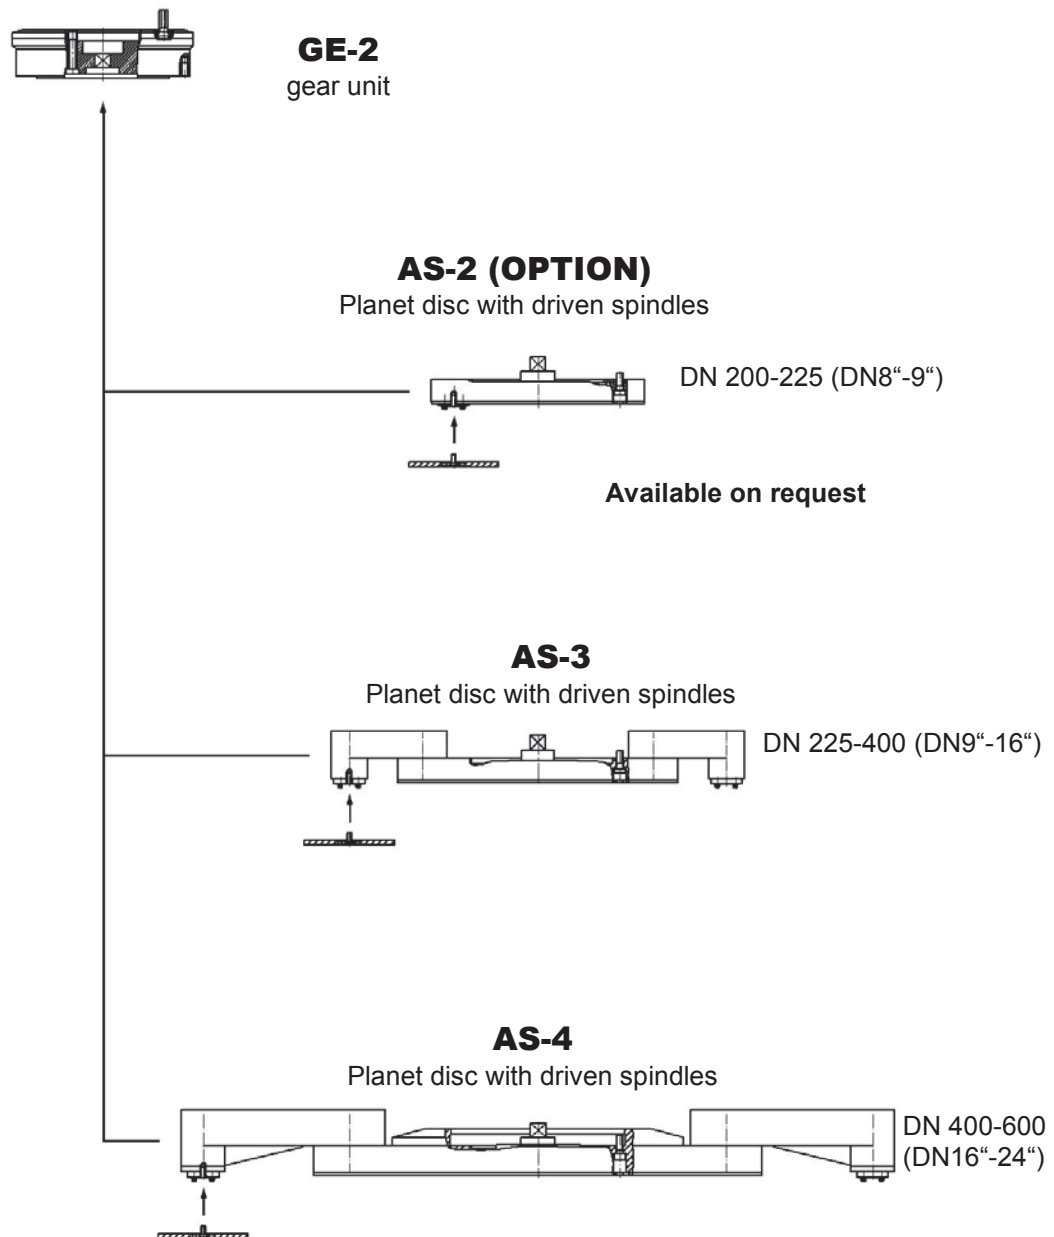 GE-2
gear unit
AS-2 (OPTION)
Planet disc with driven spindles
DN 200-225 (DN8“-9“)
Available on request
AS-3
Planet disc with driven spindles
DN 225-400 (DN9“-16“)
AS-4
Planet disc with driven spindles
DN 400-600
(DN16“-24“)